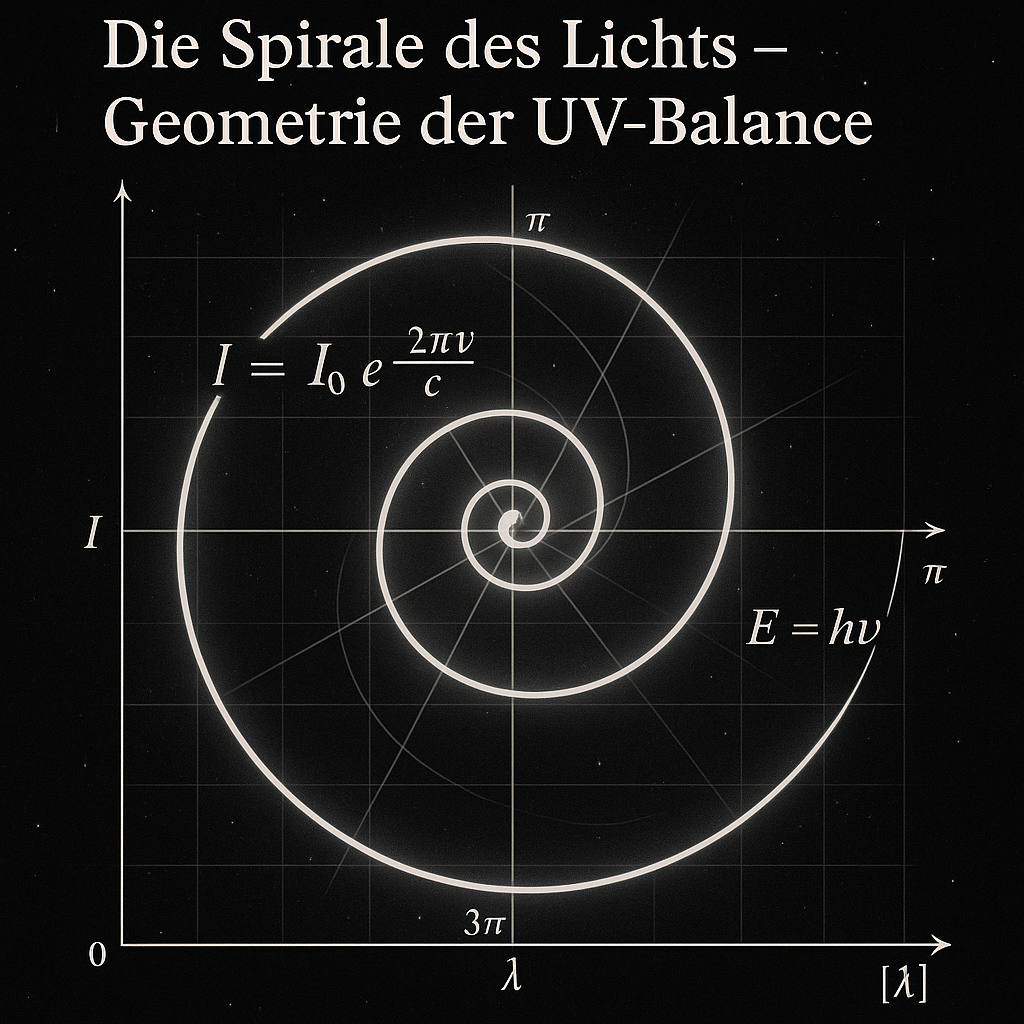 Die Spirale des Lichts –
Geometrie der UV-Balance
π
I = I₀ e 2πν/c
I
π
E = hν
3π
0
λ
[λ]